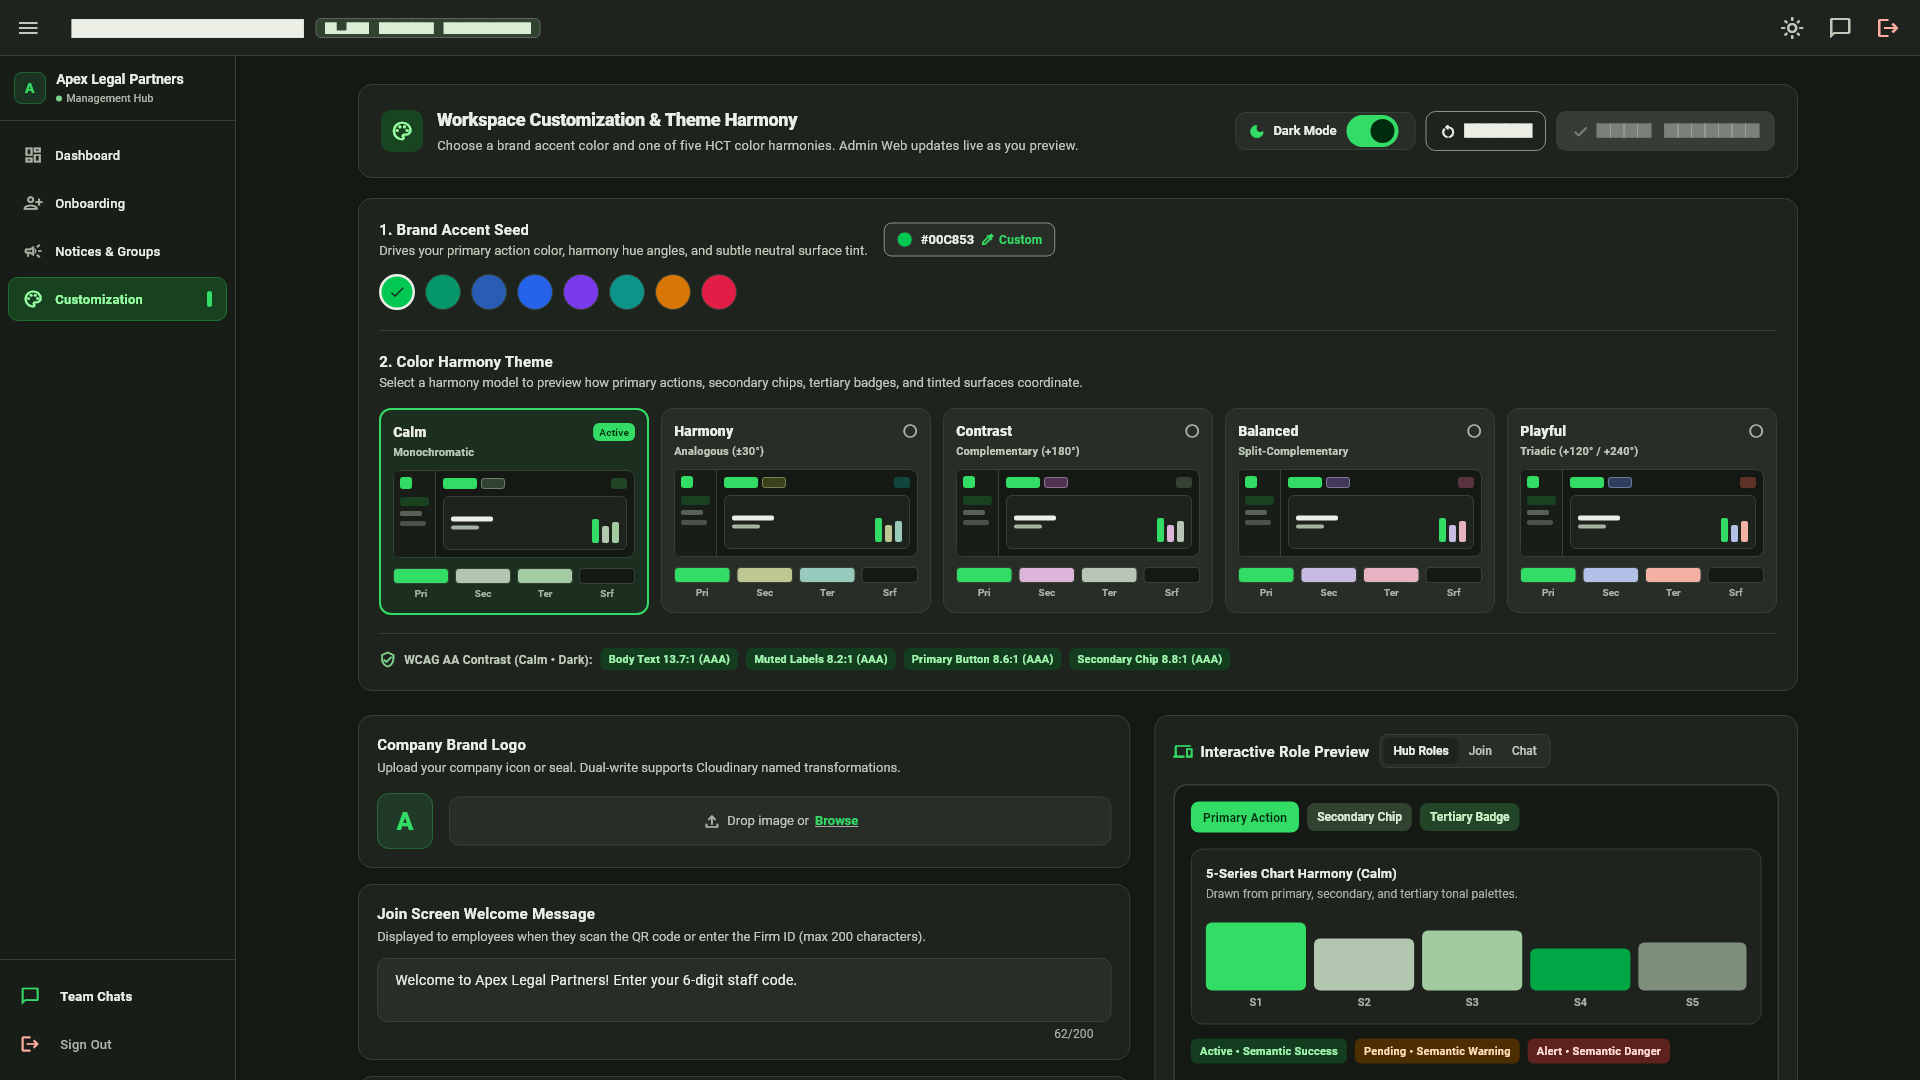 A
Apex Legal Partners
Management Hub
Dashboard
Onboarding
Notices & Groups
Customization
Team Chats
Sign Out
Workspace Customization & Theme Harmony
Choose a brand accent color and one of five HCT color harmonies. Admin Web updates live as you preview.
Dark Mode
1. Brand Accent Seed
Drives your primary action color, harmony hue angles, and subtle neutral surface tint.
#00C853 Custom
2. Color Harmony Theme
Select a harmony model to preview how primary actions, secondary chips, tertiary badges, and tinted surfaces coordinate.
Calm
Active
Monochromatic
Pri Sec Ter Srf
Harmony
Analogous (±30°)
Pri Sec Ter Srf
Contrast
Complementary (+180°)
Pri Sec Ter Srf
Balanced
Split-Complementary
Pri Sec Ter Srf
Playful
Triadic (+120° / +240°)
Pri Sec Ter Srf
WCAG AA Contrast (Calm • Dark): Body Text 13.7:1 (AAA) Muted Labels 8.2:1 (AAA) Primary Button 8.6:1 (AAA) Secondary Chip 8.8:1 (AAA)
Company Brand Logo
Upload your company icon or seal. Dual-write supports Cloudinary named transformations.
A
Drop image or Browse
Join Screen Welcome Message
Displayed to employees when they scan the QR code or enter the Firm ID (max 200 characters).
Welcome to Apex Legal Partners! Enter your 6-digit staff code.
62/200
Interactive Role Preview
Hub Roles Join Chat
Primary Action Secondary Chip Tertiary Badge
5-Series Chart Harmony (Calm)
Drawn from primary, secondary, and tertiary tonal palettes.
S1 S2 S3 S4 S5
Active • Semantic Success Pending • Semantic Warning Alert • Semantic Danger